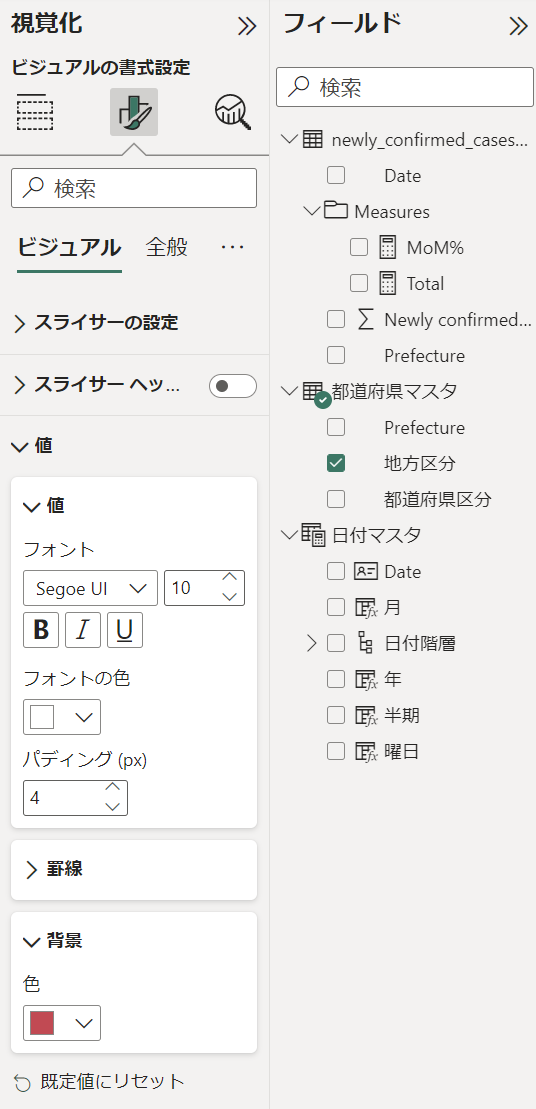 視覚化
ビジュアルの書式設定
検索
ビジュアル 全般 ...
スライサーの設定
スライサー ヘッ...
値
値
フォント
Segoe UI 10
B I U
フォントの色
パディング (px)
4
罫線
背景
色
既定値にリセット
フィールド
検索
newly_confirmed_cases...
Date
Measures
MoM%
Total
Newly confirmed...
Prefecture
都道府県マスタ
Prefecture
地方区分
都道府県区分
日付マスタ
Date
月
日付階層
年
半期
曜日